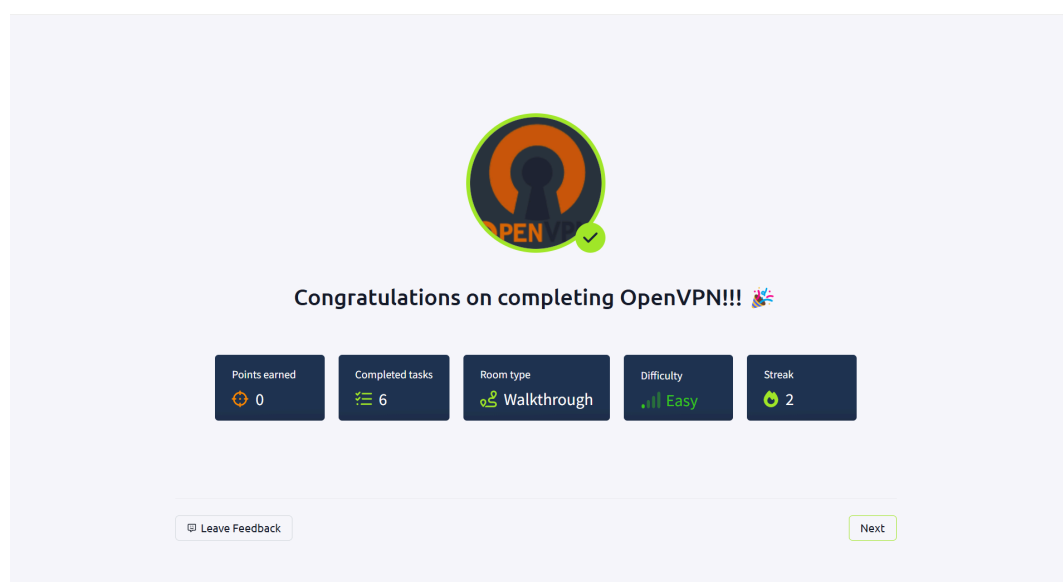 OPENVPN
Congratulations on completing OpenVPN!!! 🎉
Points earned
0
Completed tasks
6
Room type
Walkthrough
Difficulty
Easy
Streak
2
Leave Feedback
Next